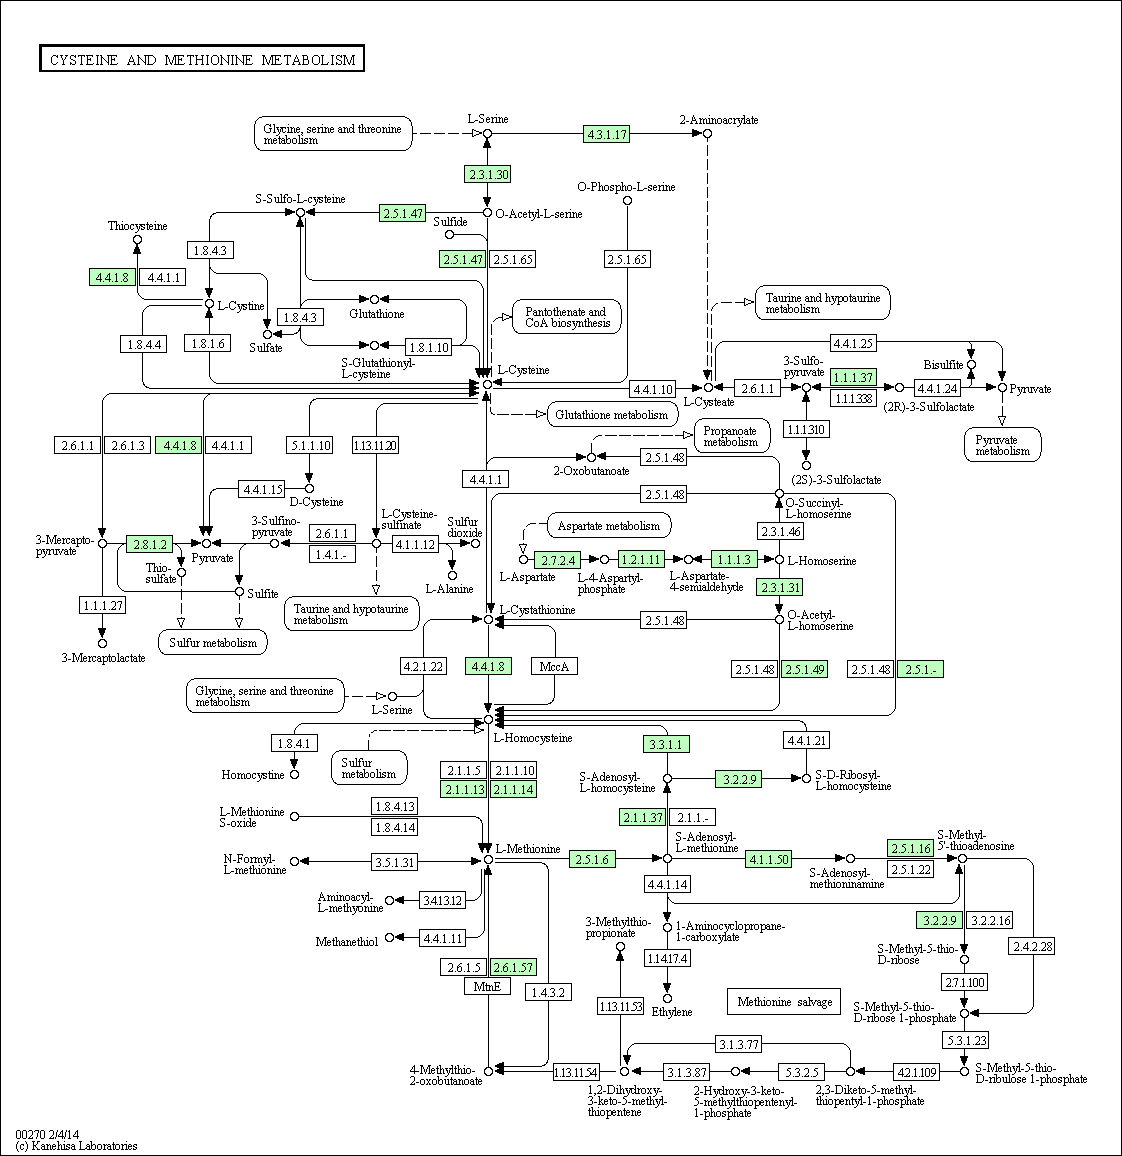 CYSTEINE AND METHIONINE METABOLISM
Glycine, serine and threonine
metabolism
L-Serine
4.3.1.17
2-Aminoacrylate
2.3.1.30
O-Phospho-L-serine
S-Sulfo-L-cysteine
2.5.1.47
O-Acetyl-L-serine
Sulfide
Thiocysteine
1.8.4.3
2.5.1.47
2.5.1.65
2.5.1.65
4.4.1.8
4.4.1.1
L-Cystine
Glutathione
1.8.4.3
Pantothenate and
CoA biosynthesis
Taurine and hypotaurine
metabolism
1.8.4.4
1.8.1.6
Sulfate
1.8.1.10
S-Glutathionyl-
L-cysteine
L-Cysteine
4.4.1.25
3-Sulfo-
pyruvate
Bisulfite
1.1.1.37
4.4.1.10
L-Cysteate
2.6.1.1
1.1.1.338
4.4.1.24
Pyruvate
(2R)-3-Sulfolactate
Glutathione metabolism
1.1.1.310
Propanoate
metabolism
Pyruvate
metabolism
2.6.1.1
2.6.1.3
4.4.1.8
4.4.1.1
5.1.1.10
1.13.11.20
2.5.1.48
2-Oxobutanoate
4.4.1.1
(2S)-3-Sulfolactate
4.4.1.15
D-Cysteine
2.5.1.48
O-Succinyl-
L-homoserine
L-Cysteine-
sulfinate
3-Sulfino-
pyruvate
Sulfur
dioxide
Aspartate metabolism
2.3.1.46
3-Mercapto-
pyruvate
2.8.1.2
Pyruvate
2.6.1.1
1.4.1.-
4.1.1.12
L-Aspartate
2.7.2.4
L-4-Aspartyl-
phosphate
1.2.1.11
L-Aspartate-
4-semialdehyde
1.1.1.3
L-Homoserine
Thio-
sulfate
L-Alanine
2.3.1.31
Sulfite
1.1.1.27
Taurine and hypotaurine
metabolism
L-Cystathionine
2.5.1.48
O-Acetyl-
L-homoserine
Sulfur metabolism
3-Mercaptolactate
4.2.1.22
4.4.1.8
MccA
2.5.1.48
2.5.1.49
2.5.1.48
2.5.1.-
Glycine, serine and threonine
metabolism
L-Serine
L-Homocysteine
1.8.4.1
3.3.1.1
4.4.1.21
Sulfur
metabolism
Homocystine
2.1.1.5
2.1.1.10
2.1.1.13
2.1.1.14
S-Adenosyl-
L-homocysteine
3.2.2.9
S-D-Ribosyl-
L-homocysteine
L-Methionine
S-oxide
1.8.4.13
1.8.4.14
2.1.1.37
2.1.1.-
N-Formyl-
L-methionine
3.5.1.31
L-Methionine
2.5.1.6
S-Adenosyl-
L-methionine
4.1.1.50
S-Adenosyl-
methioninamine
2.5.1.16
2.5.1.22
S-Methyl-
5'-thioadenosine
4.4.1.14
Aminoacyl-
L-methyonine
3.4.13.12
3-Methylthio-
propionate
1-Aminocyclopropane-
1-carboxylate
3.2.2.9
3.2.2.16
Methanethiol
4.4.1.11
2.4.2.28
S-Methyl-5-thio-
D-ribose
1.14.17.4
2.6.1.5
2.6.1.57
MtnE
1.4.3.2
2.7.1.100
1.13.11.53
Ethylene
Methionine salvage
S-Methyl-5-thio-
D-ribose 1-phosphate
5.3.1.23
3.1.3.77
4-Methylthio-
2-oxobutanoate
1.13.11.54
3.1.3.87
5.3.2.5
4.2.1.109
S-Methyl-5-thio-
D-ribulose 1-phosphate
1,2-Dihydroxy-
3-keto-5-methyl-
thiopentene
2-Hydroxy-3-keto-
5-methylthiopentenyl-
1-phosphate
2,3-Diketo-5-methyl-
thiopentyl-1-phosphate
00270 2/4/14
(c) Kanehisa Laboratories